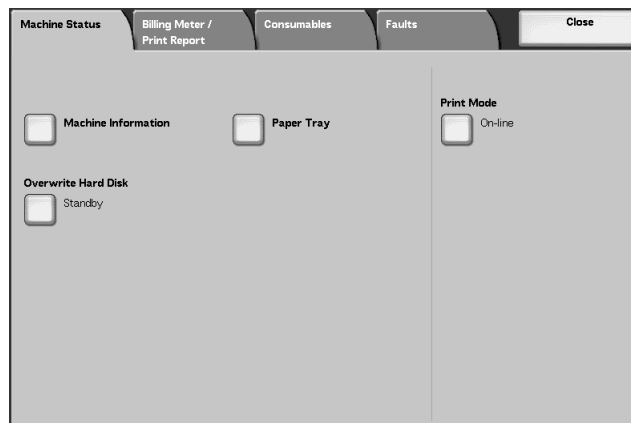 Machine Status
Billing Meter /
Print Report
Consumables
Faults
Close
Machine Information
Paper Tray
Print Mode
On-line
Overwrite Hard Disk
Standby